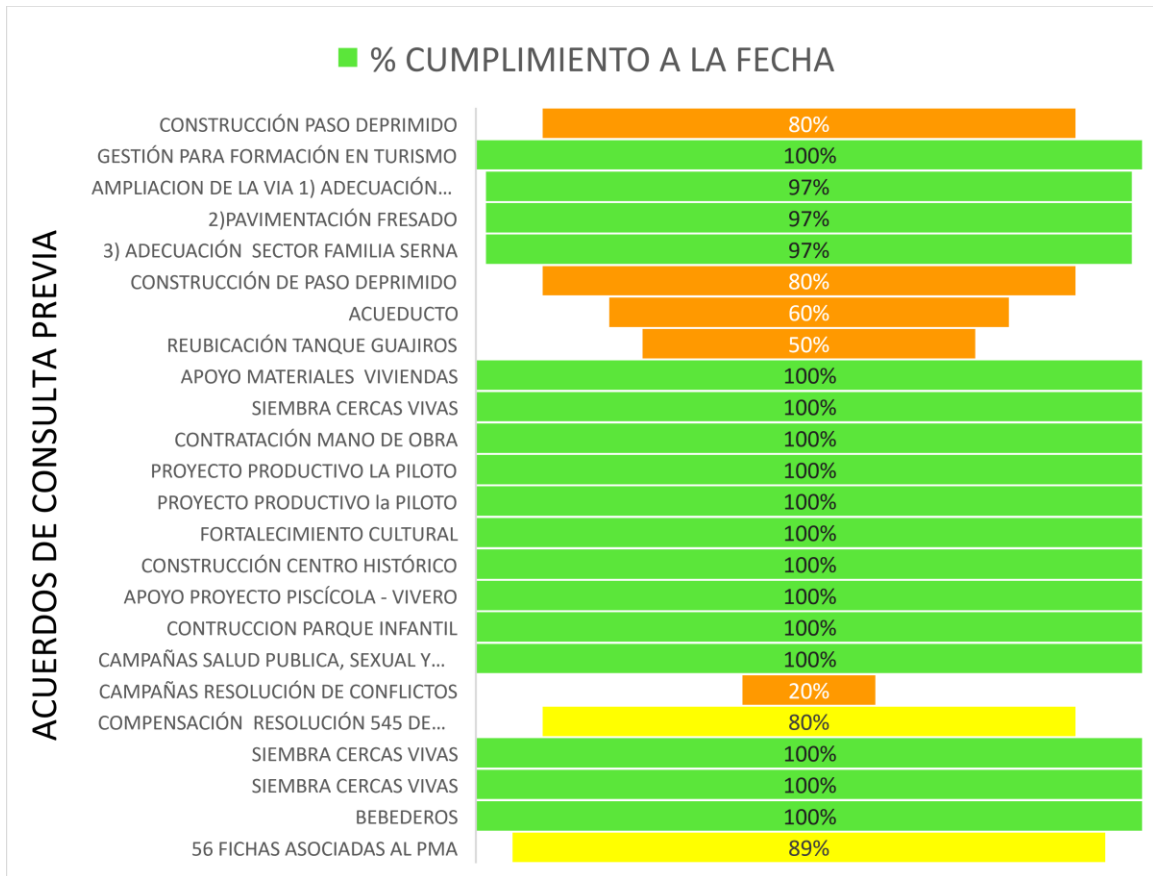 % CUMPLIMIENTO A LA FECHA
ACUERDOS DE CONSULTA PREVIA
CONSTRUCCIÓN PASO DEPRIMIDO 80%
GESTIÓN PARA FORMACIÓN EN TURISMO 100%
AMPLIACION DE LA VIA 1) ADECUACIÓN... 97%
2)PAVIMENTACIÓN FRESADO 97%
3) ADECUACIÓN SECTOR FAMILIA SERNA 97%
CONSTRUCCIÓN DE PASO DEPRIMIDO 80%
ACUEDUCTO 60%
REUBICACIÓN TANQUE GUAJIROS 50%
APOYO MATERIALES VIVIENDAS 100%
SIEMBRA CERCAS VIVAS 100%
CONTRATACIÓN MANO DE OBRA 100%
PROYECTO PRODUCTIVO LA PILOTO 100%
PROYECTO PRODUCTIVO la PILOTO 100%
FORTALECIMIENTO CULTURAL 100%
CONSTRUCCIÓN CENTRO HISTÓRICO 100%
APOYO PROYECTO PISCÍCOLA - VIVERO 100%
CONTRUCCION PARQUE INFANTIL 100%
CAMPAÑAS SALUD PUBLICA, SEXUAL Y... 100%
CAMPAÑAS RESOLUCIÓN DE CONFLICTOS 20%
COMPENSACIÓN RESOLUCIÓN 545 DE... 80%
SIEMBRA CERCAS VIVAS 100%
SIEMBRA CERCAS VIVAS 100%
BEBEDEROS 100%
56 FICHAS ASOCIADAS AL PMA 89%